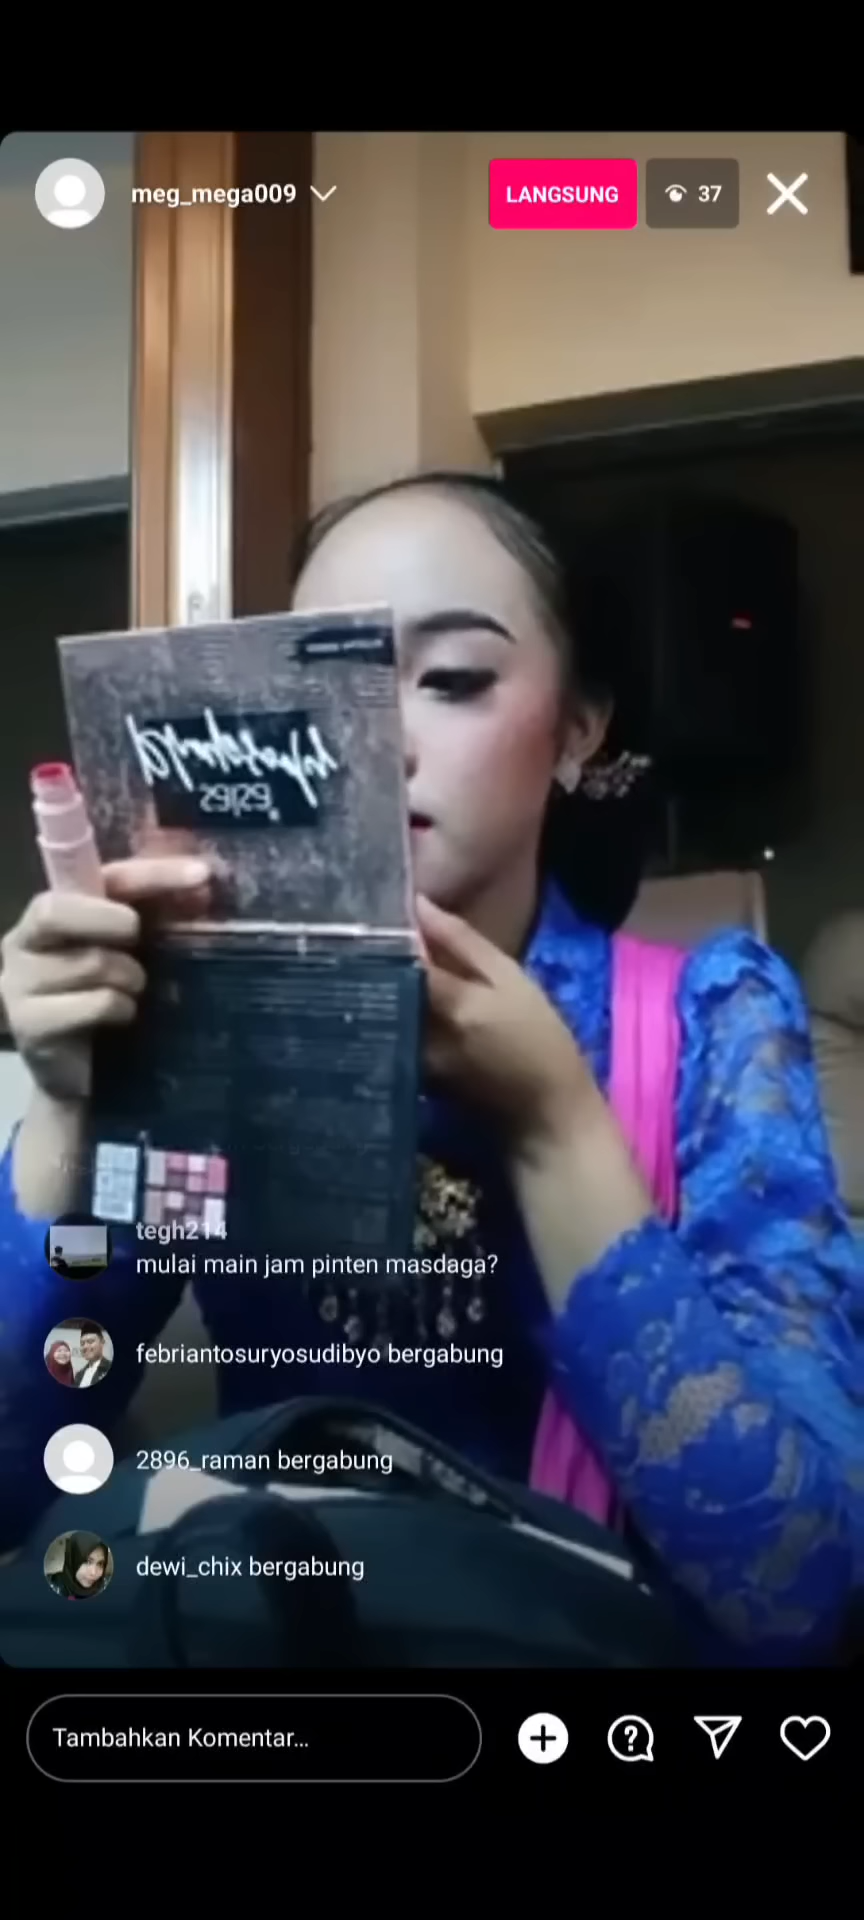 meg_mega009
LANGSUNG
37
tegh214
mulai main jam pinten masdaga?
febriantosuryosudibyo bergabung
2896_raman bergabung
dewi_chix bergabung
Tambahkan Komentar...